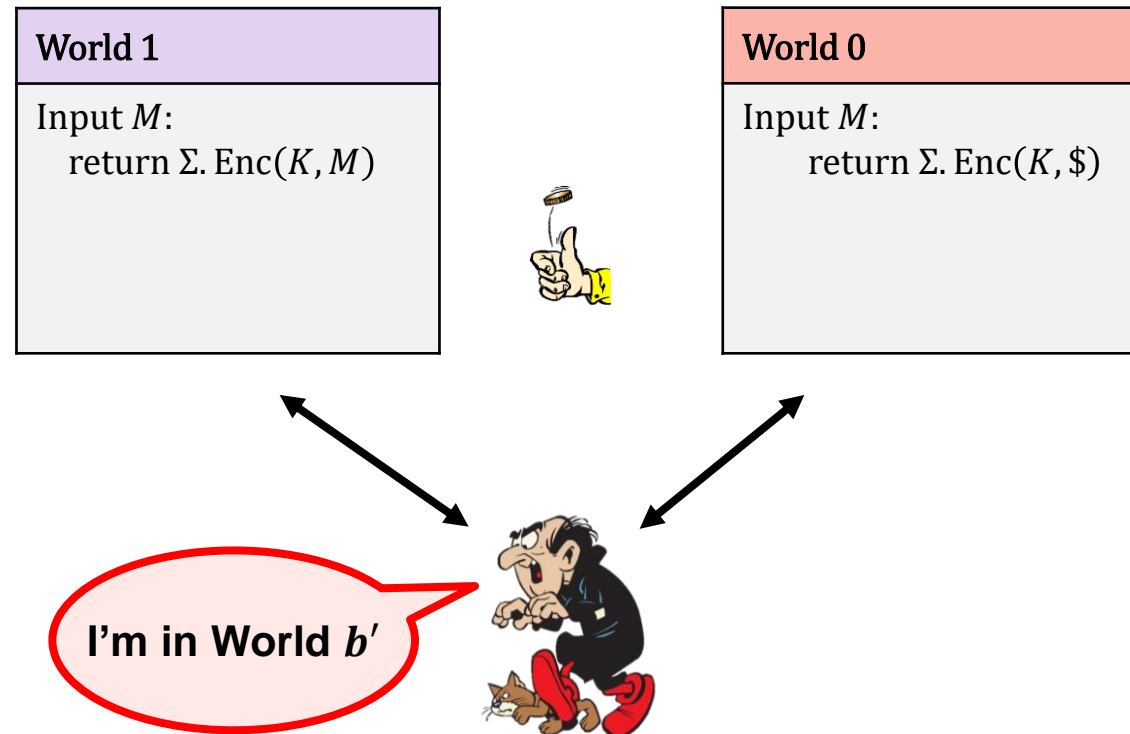 World 1
Input M:
return Σ. Enc(K, M)
World 0
Input M:
return Σ. Enc(K, $)
I'm in World b′